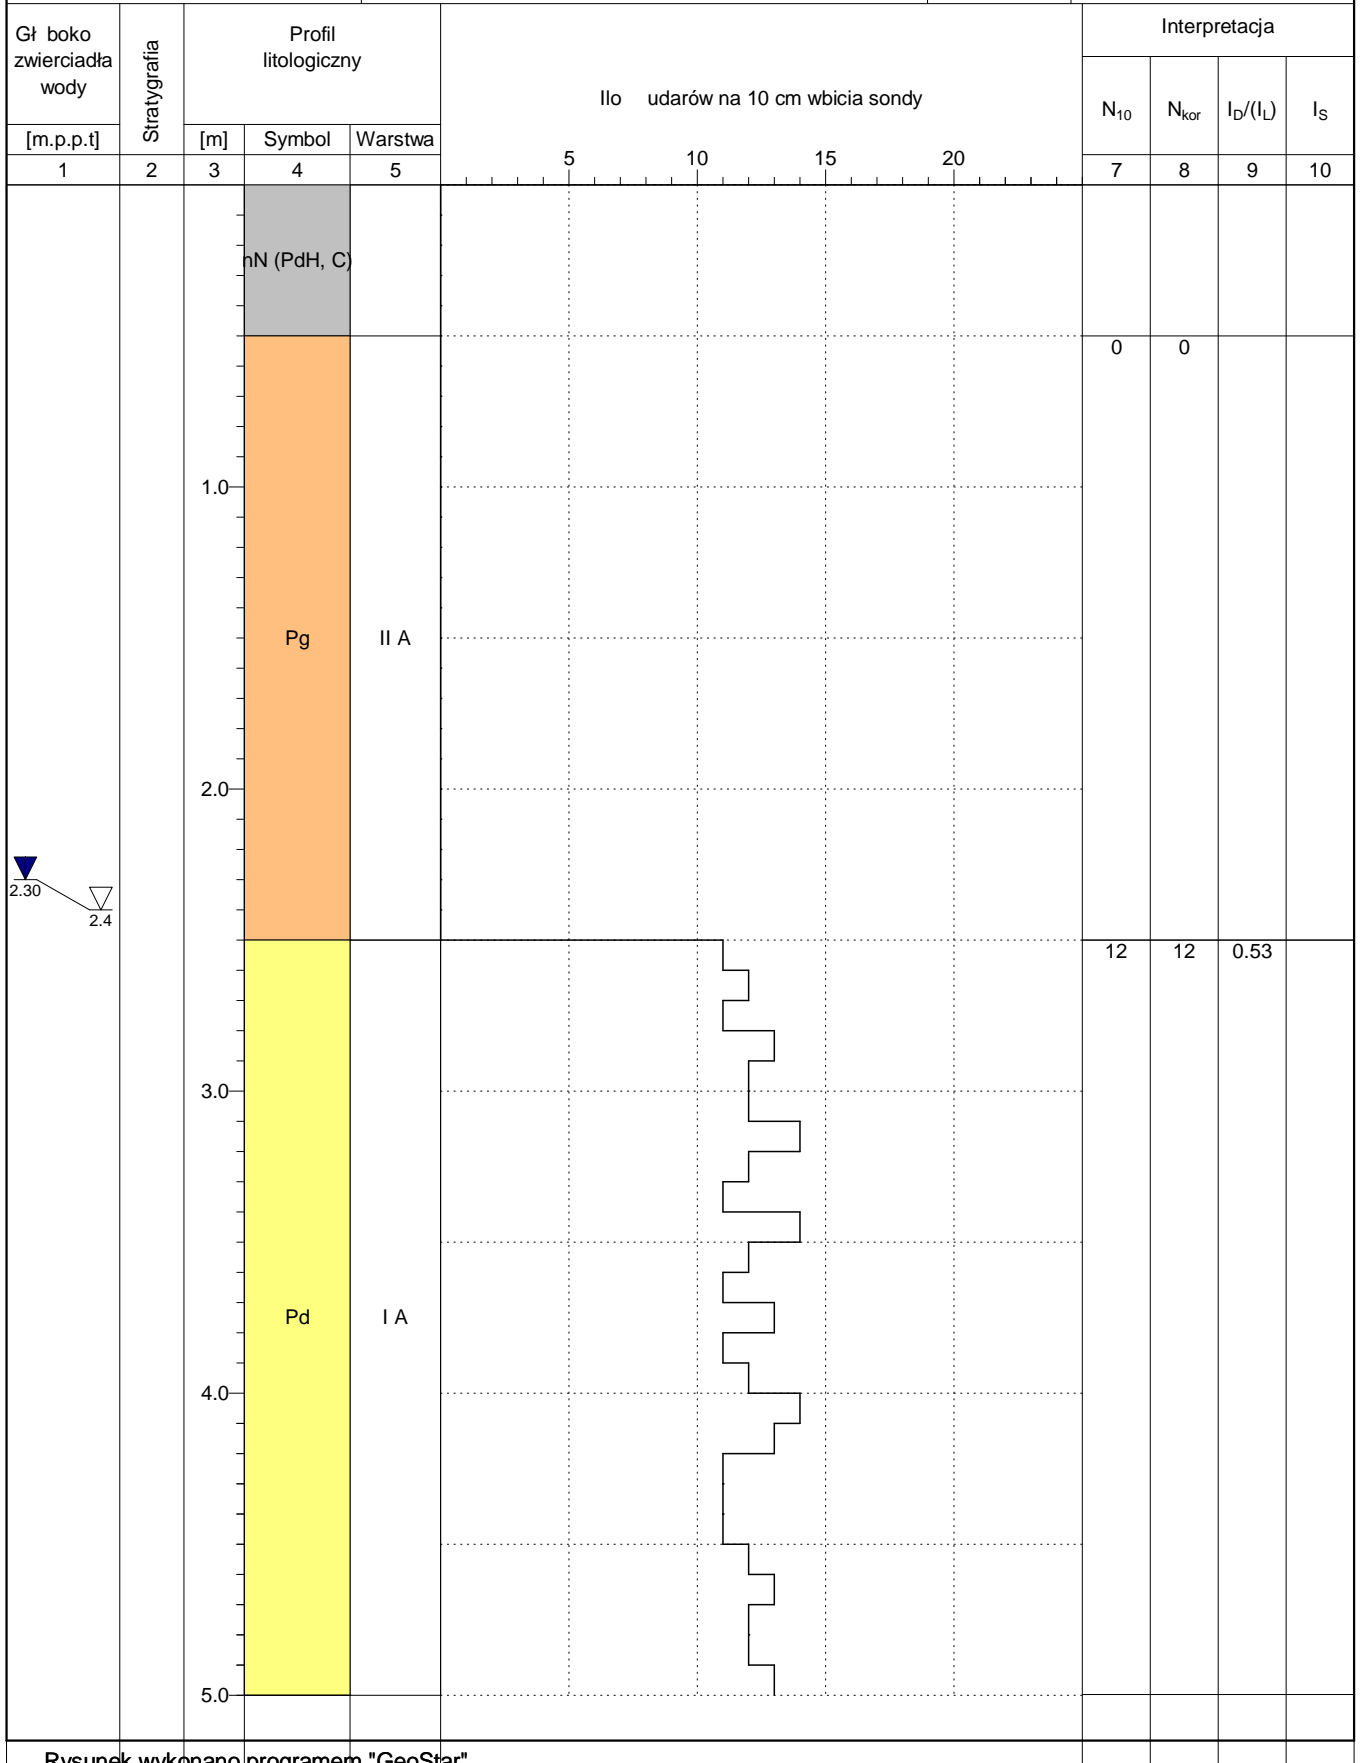 Gł boko
zwierciadła
wody
[m.p.p.t]
Stratygrafia
Profil
litologiczny
[m] Symbol Warstwa
Ilo udarów na 10 cm wbicia sondy
5 10 15 20
Interpretacja
N10 Nkor ID/(IL) IS
1 2 3 4 5 7 8 9 10
nN (PdH, C)
0 0
1.0
Pg II A
2.0
2.30
2.4
12 12 0.53
3.0
Pd I A
4.0
5.0
Rysunek wykonano programem "GeoStar"